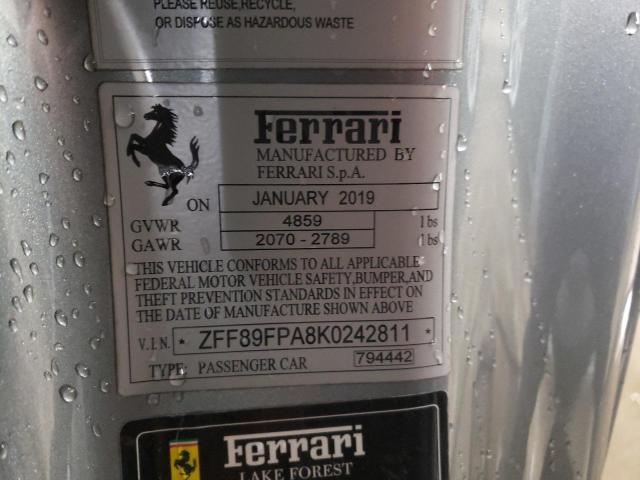 PLEASE REUSE,RECYCLE,
OR DISPOSE AS HAZARDOUS WASTE
Ferrari
MANUFACTURED BY
FERRARI S.p.A.
ON JANUARY 2019
GVWR 4859 lbs
GAWR 2070 - 2789 lbs
THIS VEHICLE CONFORMS TO ALL APPLICABLE
FEDERAL MOTOR VEHICLE SAFETY,BUMPER,AND
THEFT PREVENTION STANDARDS IN EFFECT ON
THE DATE OF MANUFACTURE SHOWN ABOVE
V.I.N. * ZFF89FPA8K0242811 *
TYPE: PASSENGER CAR 794442
Ferrari
LAKE FOREST